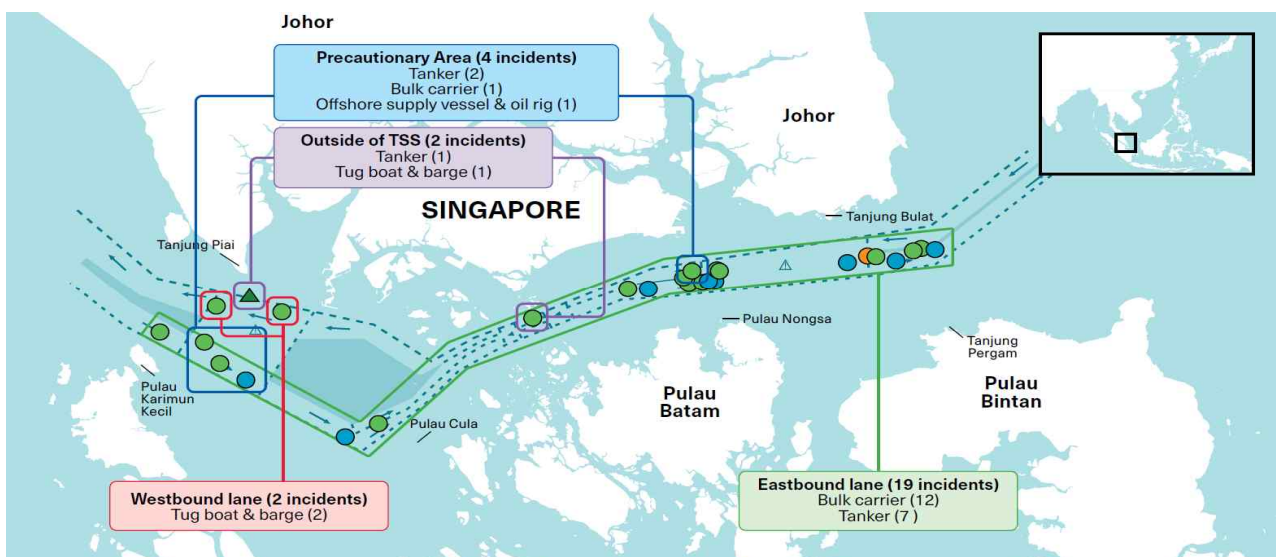 Johor
Precautionary Area (4 incidents)
Tanker (2)
Bulk carrier (1)
Offshore supply vessel & oil rig (1)
Johor
Outside of TSS (2 incidents)
Tanker (1)
Tug boat & barge (1)
SINGAPORE
Tanjung Bulat
Tanjung Piai
Pulau Nongsa
Tanjung
Pergam
Pulau
Karimun
Kecil
Pulau
Batam
Pulau
Bintan
Pulau Cula
Westbound lane (2 incidents)
Tug boat & barge (2)
Eastbound lane (19 incidents)
Bulk carrier (12)
Tanker (7 )